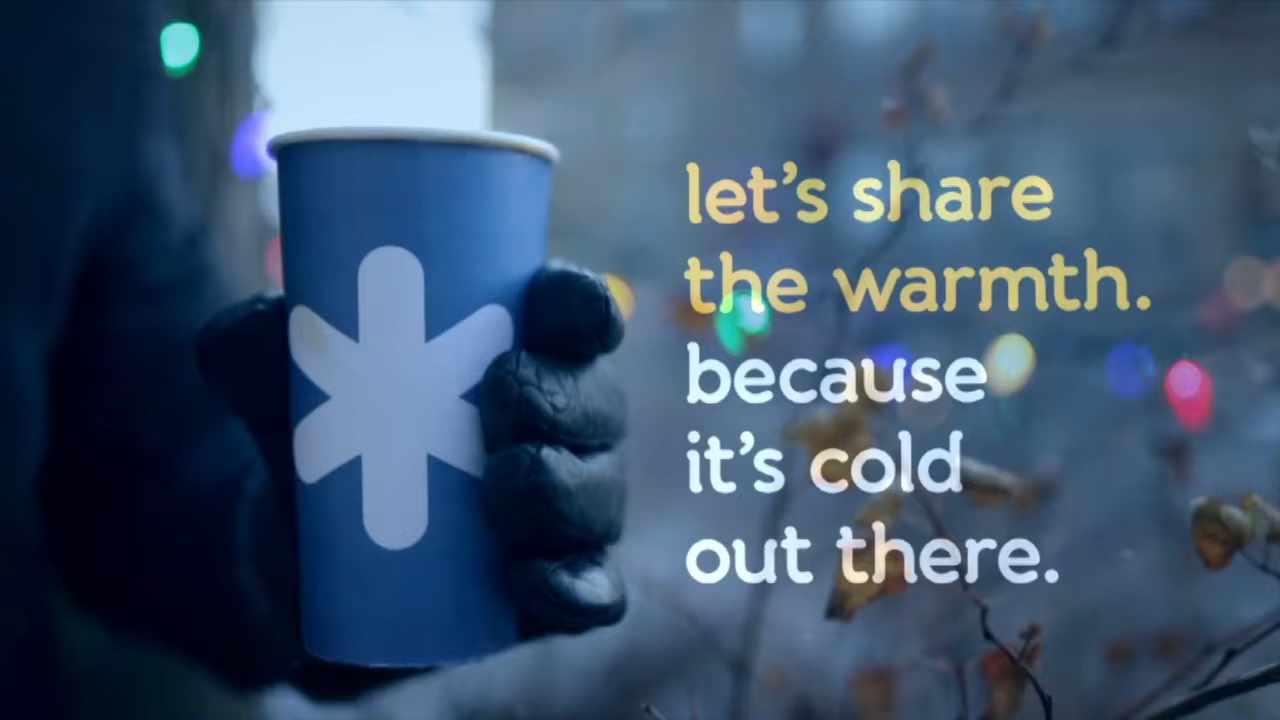 let's share
the warmth.
because
it's cold
out there.